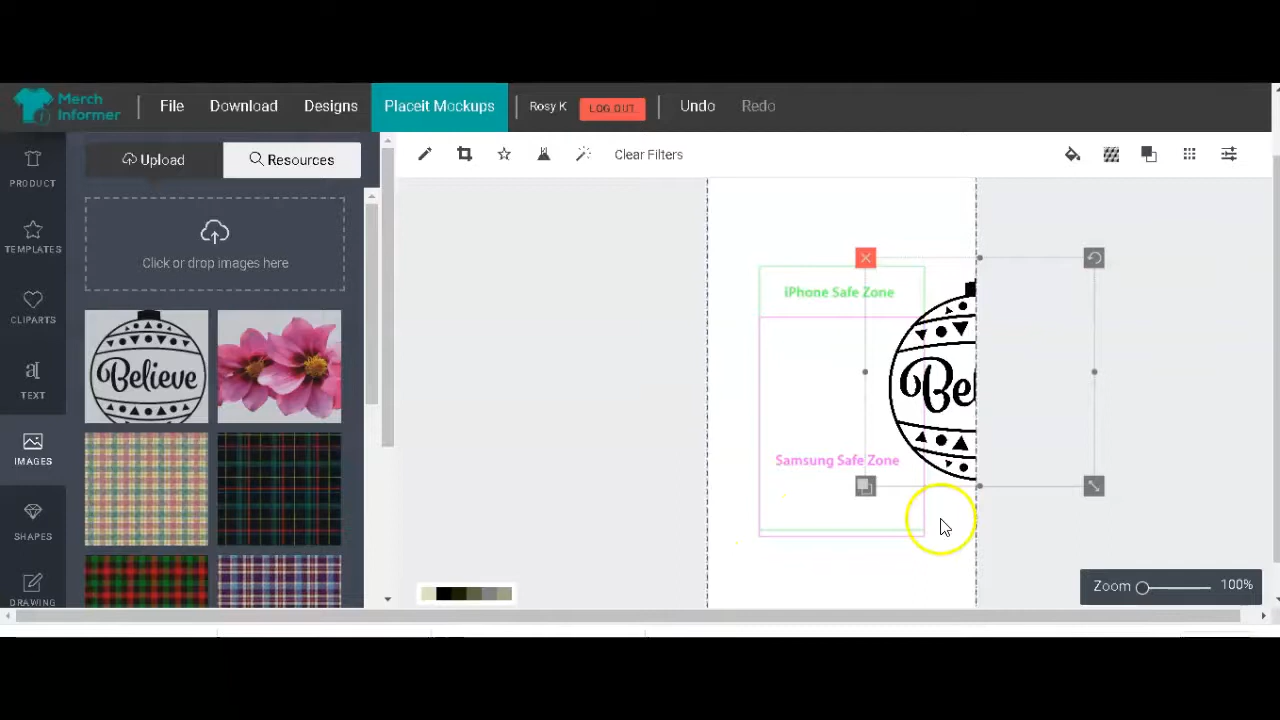 Merch Informer
File
Download
Designs
Placeit Mockups
Rosy K
LOG OUT
Undo
Redo
Upload
Resources
Clear Filters
PRODUCT
TEMPLATES
CLIPARTS
TEXT
IMAGES
SHAPES
DRAWING
Click or drop images here
Believe
iPhone Safe Zone
Bel
Samsung Safe Zone
Zoom
100%